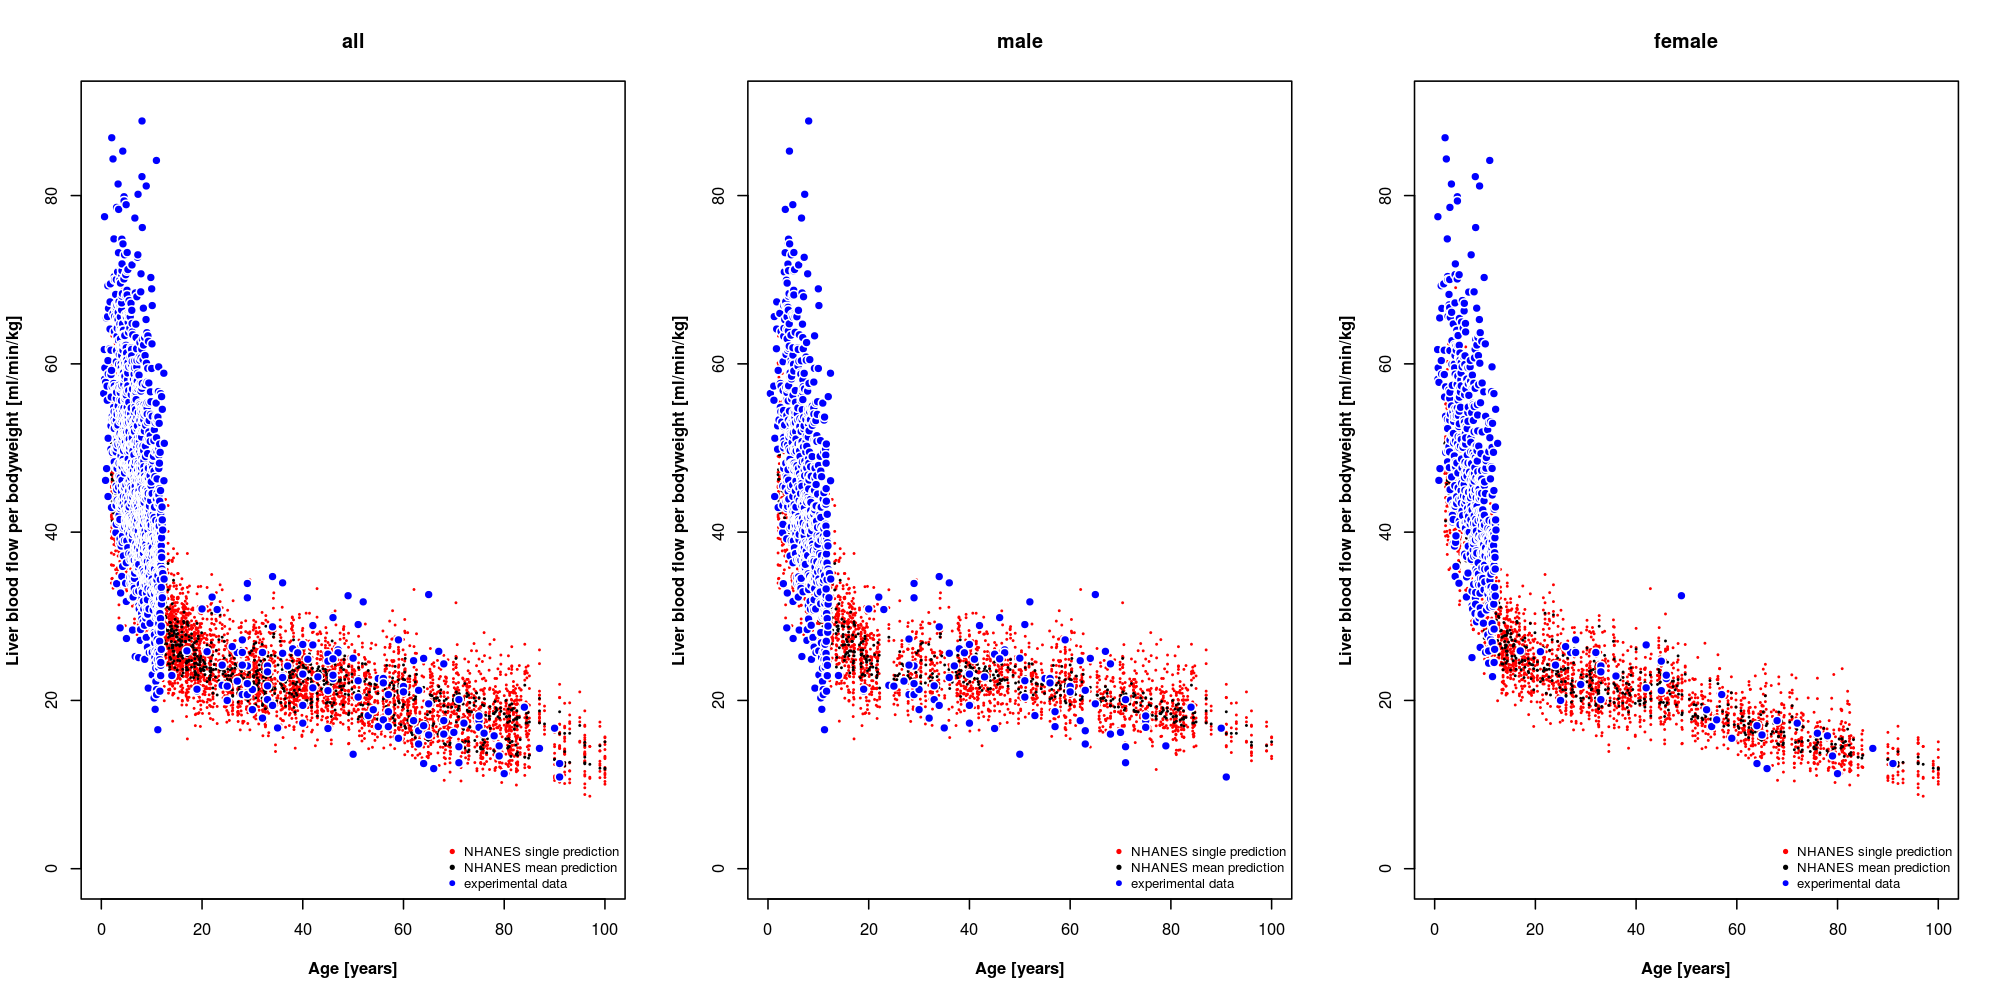 all
Liver blood flow per bodyweight [ml/min/kg]
80
60
40
20
0
NHANES single prediction
NHANES mean prediction
experimental data
0 20 40 60 80 100
Age [years]
male
Liver blood flow per bodyweight [ml/min/kg]
80
60
40
20
0
NHANES single prediction
NHANES mean prediction
experimental data
0 20 40 60 80 100
Age [years]
female
Liver blood flow per bodyweight [ml/min/kg]
80
60
40
20
0
NHANES single prediction
NHANES mean prediction
experimental data
0 20 40 60 80 100
Age [years]